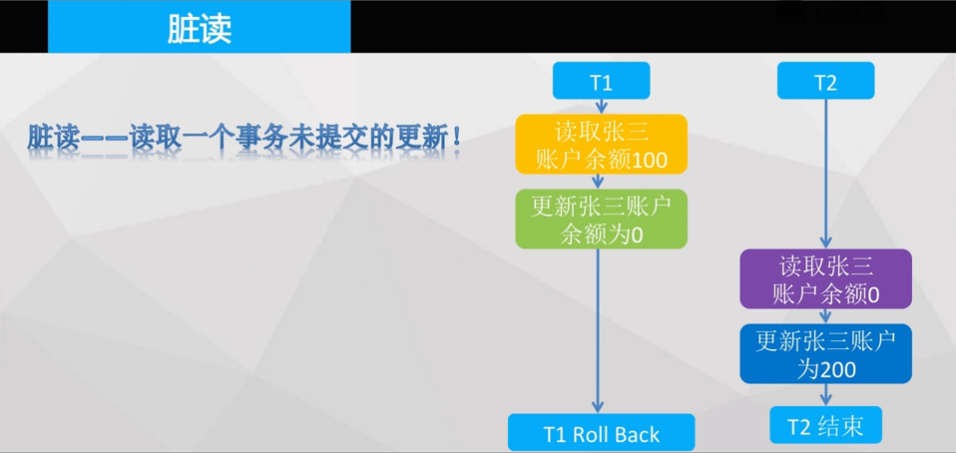 脏读
脏读——读取一个事务未提交的更新！
T1
读取张三
账户余额100
更新张三账户
余额为0
T1 Roll Back
T2
读取张三
账户余额0
更新张三账户
为200
T2 结束